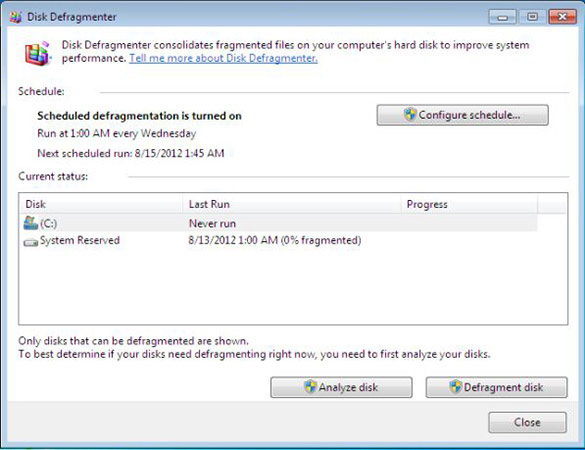 Disk Defragmenter
Disk Defragmenter consolidates fragmented files on your computer's hard disk to improve system
performance. Tell me more about Disk Defragmenter.
Schedule:
Scheduled defragmentation is turned on
Configure schedule...
Run at 1:00 AM every Wednesday
Next scheduled run: 8/15/2012 1:45 AM
Current status:
Disk Last Run Progress
(C:) Never run
System Reserved 8/13/2012 1:00 AM (0% fragmented)
Only disks that can be defragmented are shown.
To best determine if your disks need defragmenting right now, you need to first analyze your disks.
Analyze disk Defragment disk
Close